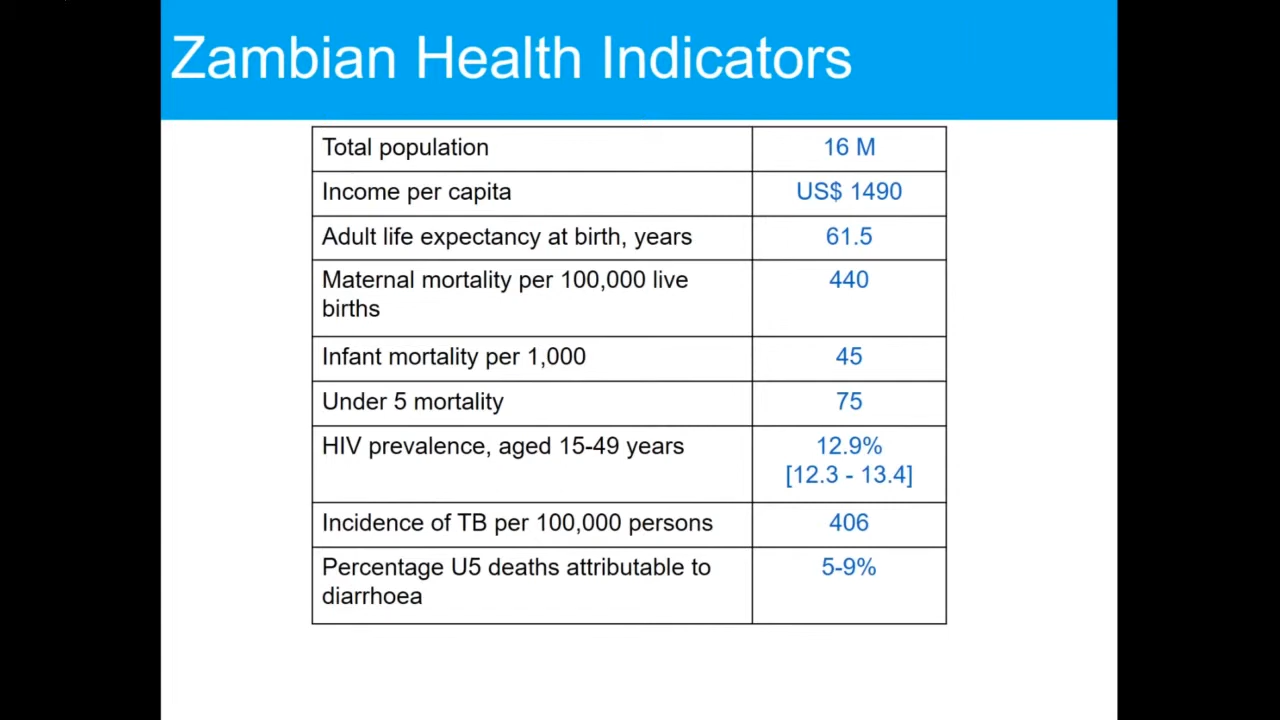 Zambian Health Indicators
Total population 16 M
Income per capita US$ 1490
Adult life expectancy at birth, years 61.5
Maternal mortality per 100,000 live 440
births
Infant mortality per 1,000 45
Under 5 mortality 75
HIV prevalence, aged 15-49 years 12.9%
[12.3 - 13.4]
Incidence of TB per 100,000 persons 406
Percentage U5 deaths attributable to 5-9%
diarrhoea